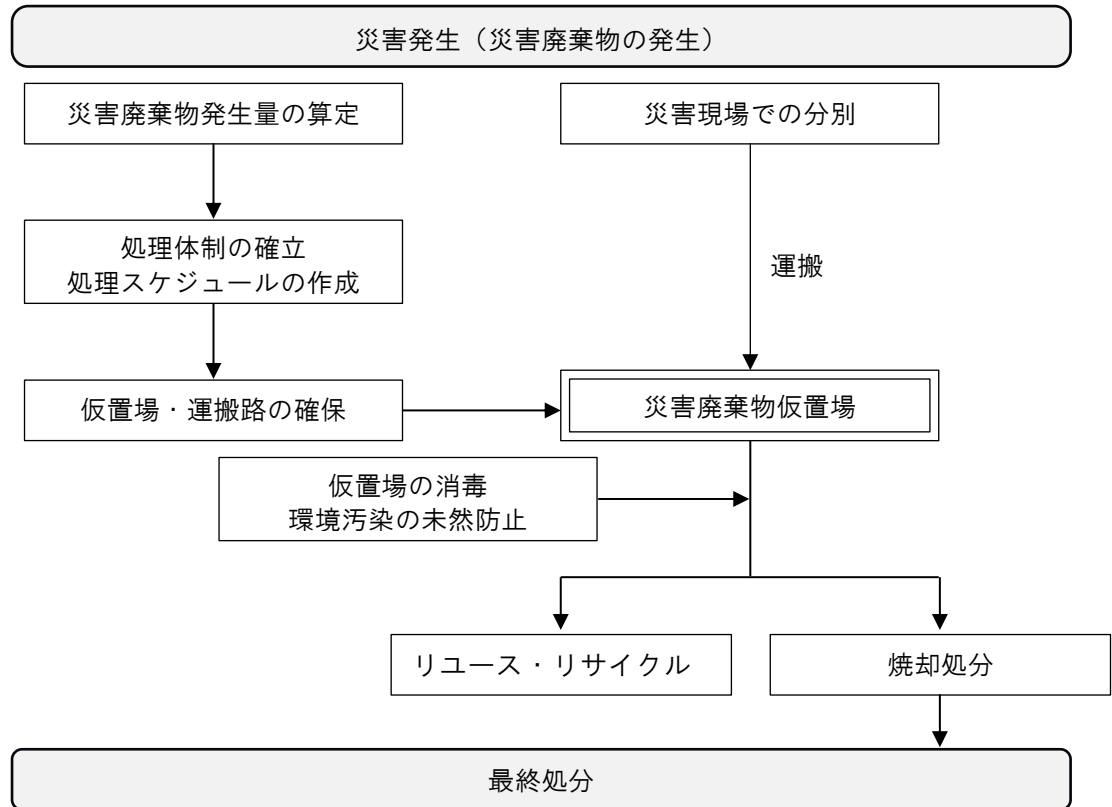 災害発生（災害廃棄物の発生）
災害廃棄物発生量の算定
災害現場での分別
処理体制の確立
処理スケジュールの作成
運搬
仮置場・運搬路の確保
災害廃棄物仮置場
仮置場の消毒
環境汚染の未然防止
リユース・リサイクル
焼却処分
最終処分